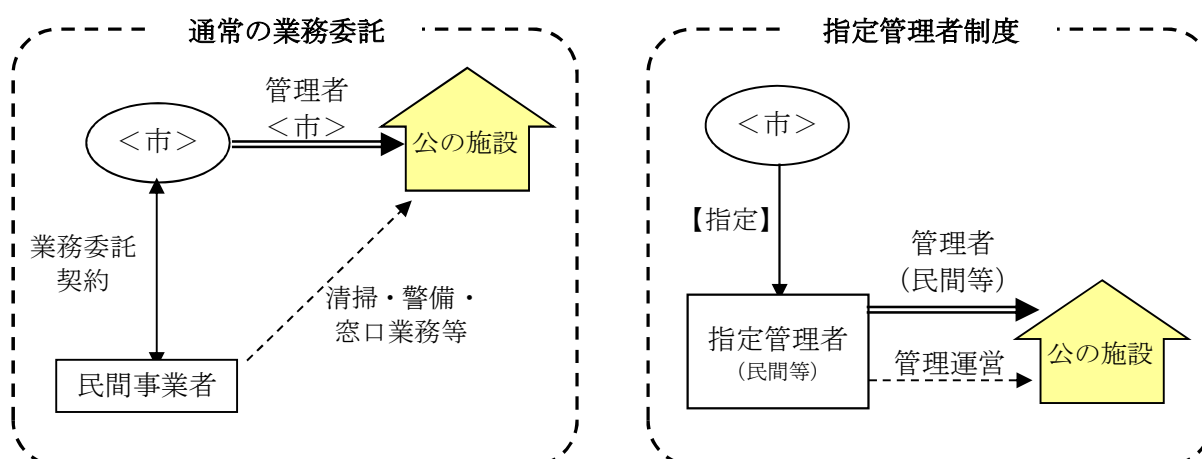 通常の業務委託
管理者
<市>
<市>
公の施設
業務委託
契約
清掃・警備・
窓口業務等
民間事業者
指定管理者制度
<市>
【指定】
管理者
(民間等)
指定管理者
(民間等)
管理運営
公の施設